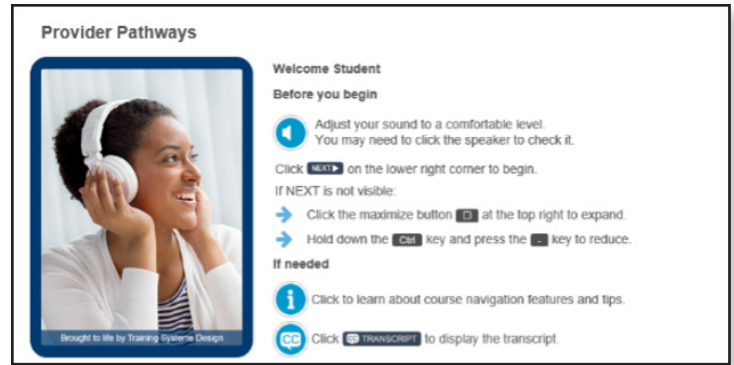 Provider Pathways
Welcome Student
Before you begin
Adjust your sound to a comfortable level.
You may need to click the speaker to check it.
Click NEXT on the lower right corner to begin.
If NEXT is not visible:
Click the maximize button at the top right to expand.
Hold down the Ctrl key and press the - key to reduce.
If needed
i Click to learn about course navigation features and tips.
CC Click CC TRANSCRIPT to display the transcript.
Brought to life by Training Systems Design